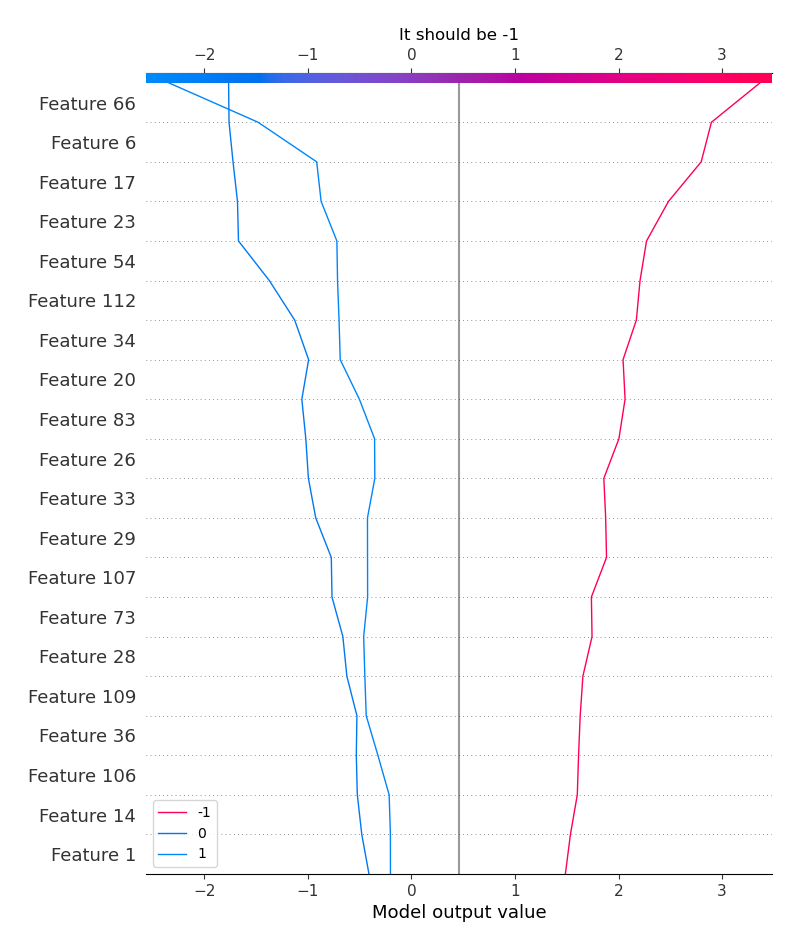 It should be -1
−2 −1 0 1 2 3
Feature 66
Feature 6
Feature 17
Feature 23
Feature 54
Feature 112
Feature 34
Feature 20
Feature 83
Feature 26
Feature 33
Feature 29
Feature 107
Feature 73
Feature 28
Feature 109
Feature 36
Feature 106
Feature 14
Feature 1
-1
0
1
−2 −1 0 1 2 3
Model output value